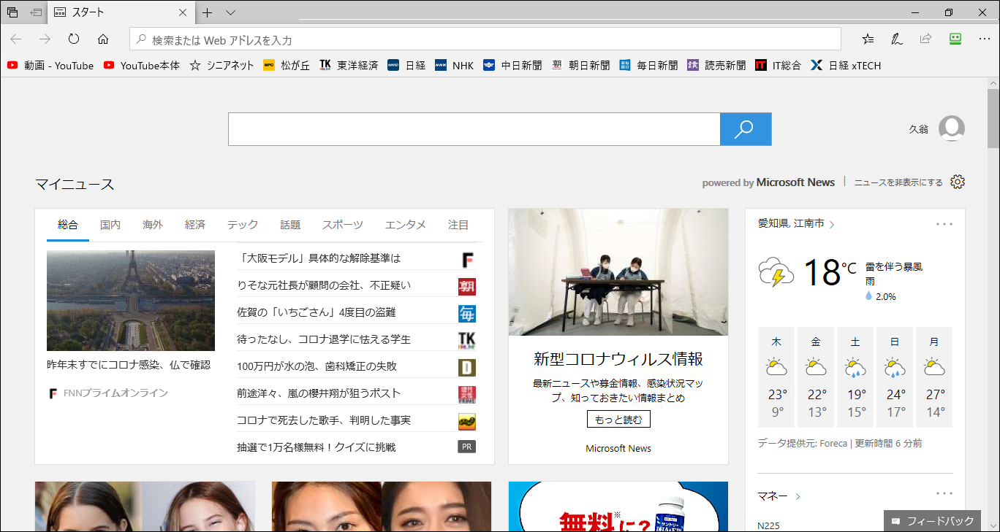 スタート
検索または Web アドレスを入力
動画 - YouTube
YouTube本体
シニアネット
松が丘
東洋経済
日経
NHK
中日新聞
朝日新聞
毎日新聞
読売新聞
IT総合
日経 xTECH
久翁
マイニュース
powered by Microsoft News
ニュースを非表示にする
総合 国内 海外 経済 テック 話題 スポーツ エンタメ 注目
昨年末すでにコロナ感染、仏で確認
FNNプライムオンライン
「大阪モデル」具体的な解除基準は
りそな元社長が顧問の会社、不正疑い
佐賀の「いちごさん」4度目の盗難
待ったなし、コロナ退学に怯える学生
100万円が水の泡、歯科矯正の失敗
前途洋々、嵐の櫻井翔が狙うポスト
コロナで死去した歌手、判明した事実
抽選で1万名様無料！クイズに挑戦
PR
新型コロナウィルス情報
最新ニュースや募金情報、感染状況マッ
プ、知っておきたい情報まとめ
もっと読む
Microsoft News
愛知県, 江南市
18°C
雷を伴う暴風
雨
2.0%
木 金 土 日 月
23° 22° 19° 24° 27°
9° 13° 15° 17° 14°
データ提供元: Foreca | 更新時間 6 分前
マネー
N225
フィードバック
無料に?※
サントリー